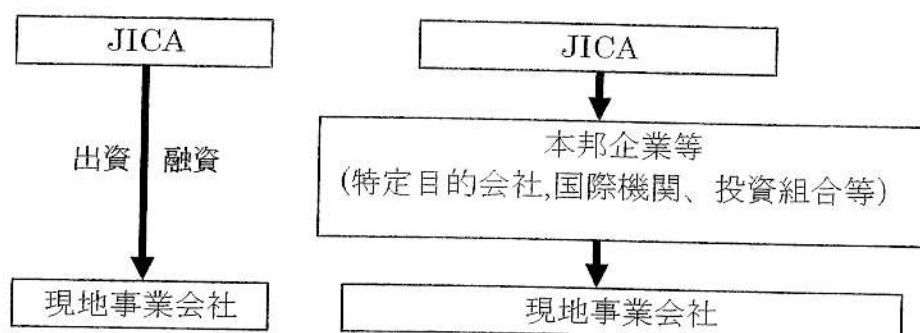 JICA
出資 融資
現地事業会社
JICA
本邦企業等
(特定目的会社,国際機関、投資組合等)
現地事業会社